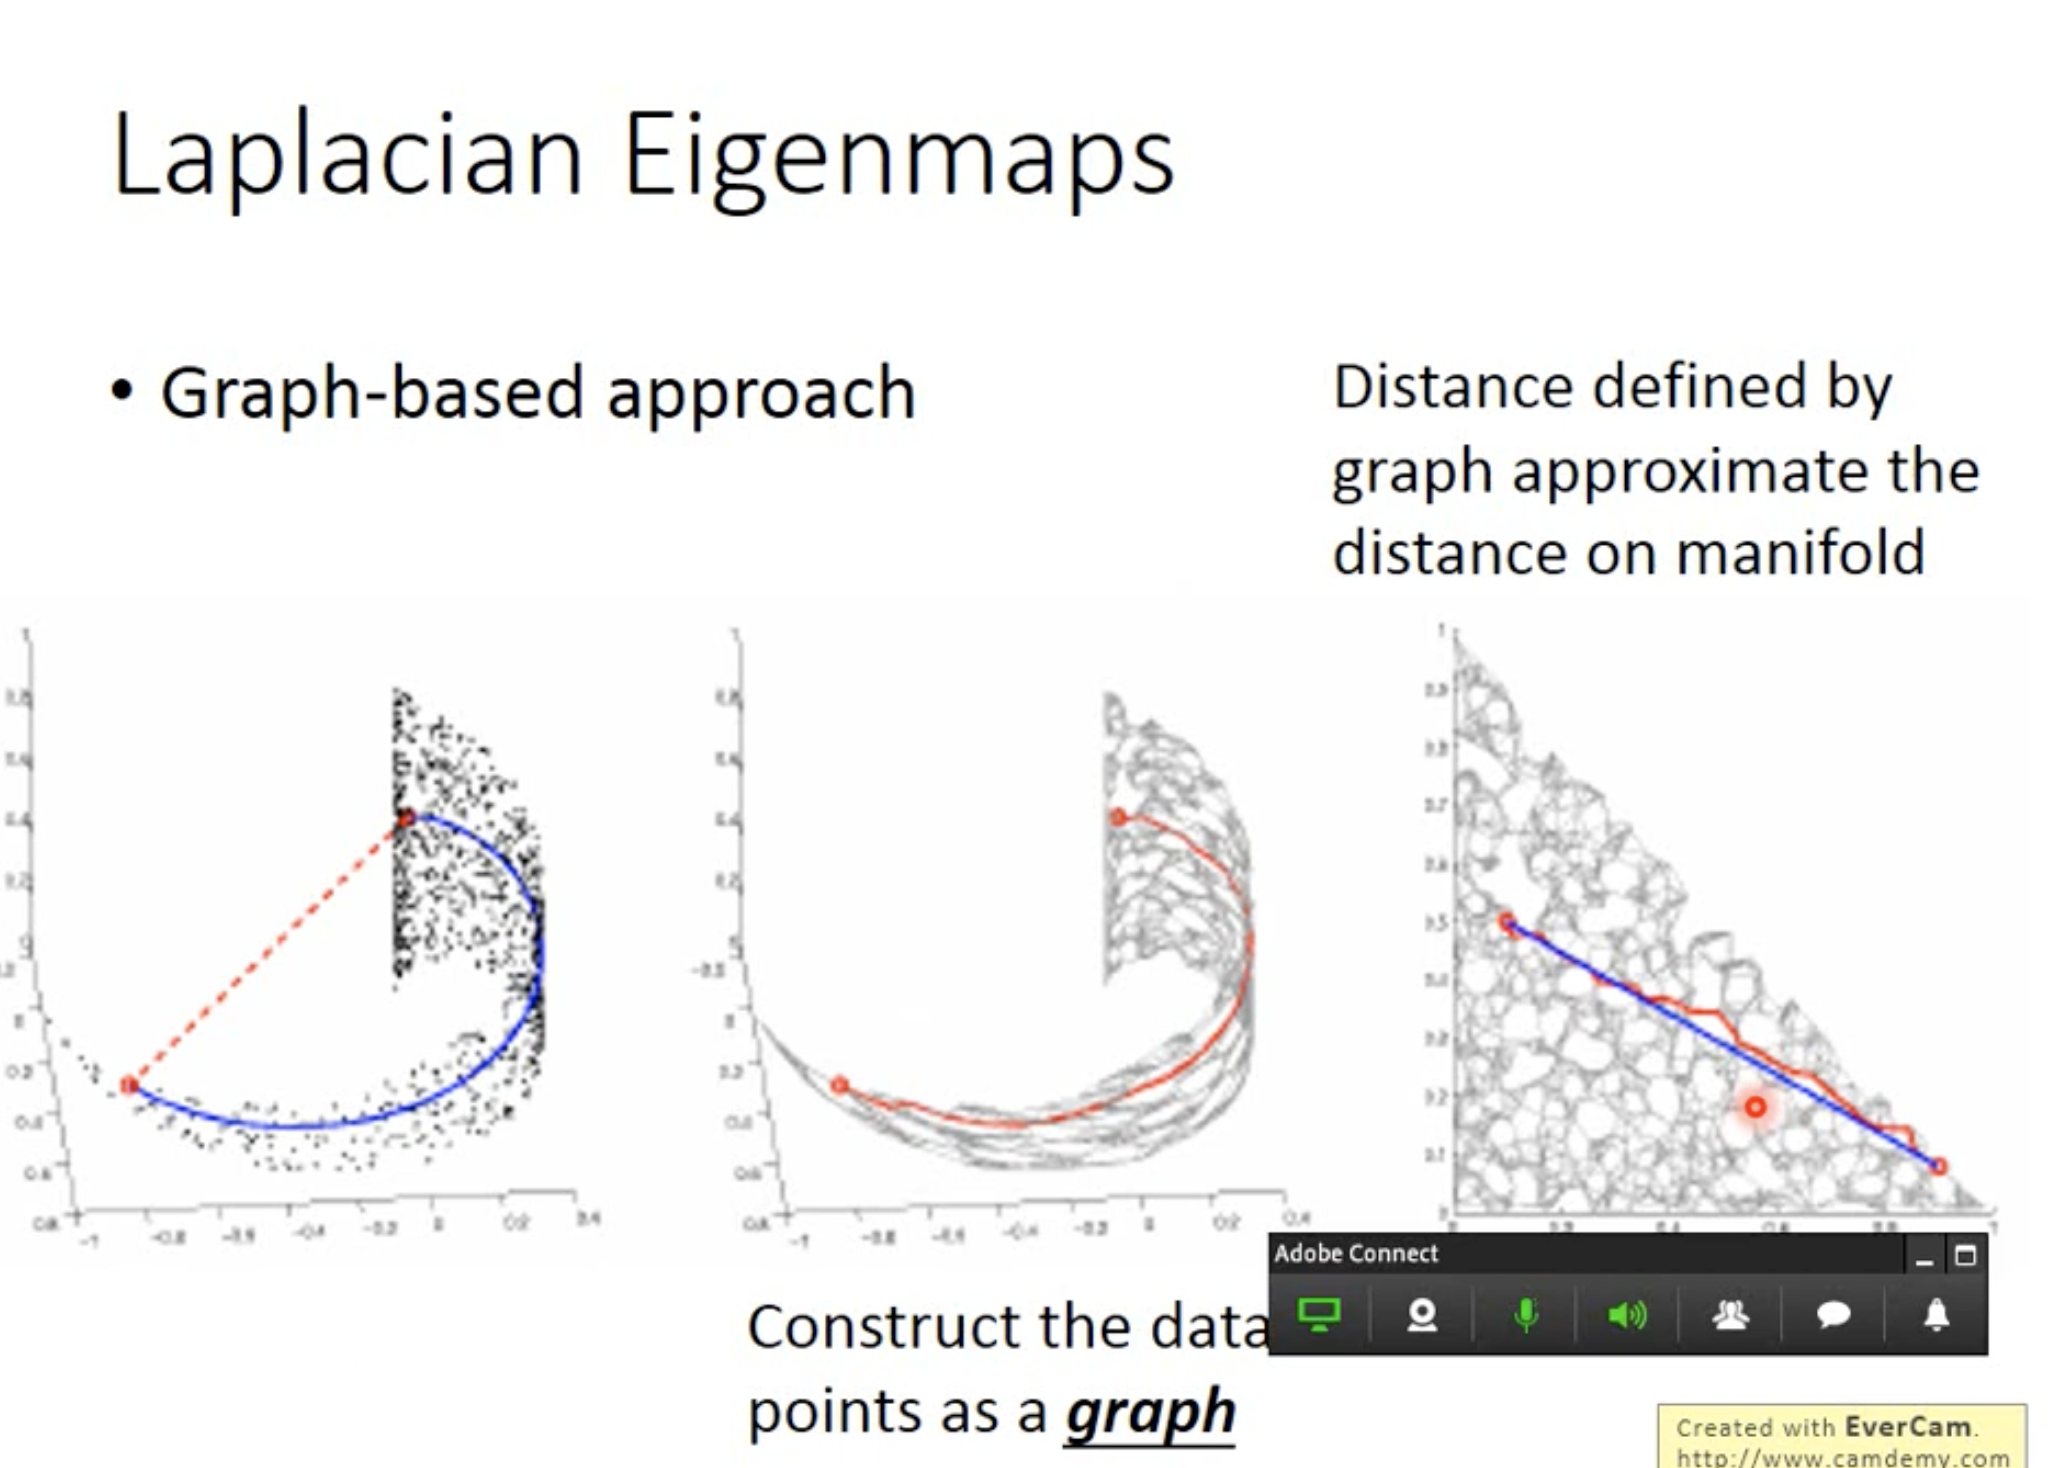 Laplacian Eigenmaps
• Graph-based approach
Distance defined by
graph approximate the
distance on manifold
Construct the data
points as a graph
Adobe Connect
Created with EverCam.
http://www.camdemy.com